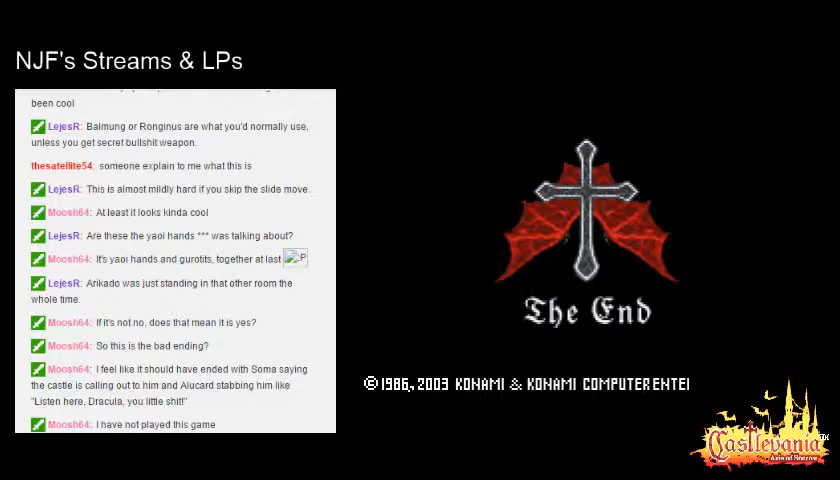 NJF's Streams & LPs
been cool
LejesR: Balmung or Ronginus are what you'd normally use,
unless you get secret bullshit weapon.
thesatellite54: someone explain to me what this is
LejesR: This is almost mildly hard if you skip the slide move.
Moosh64: At least it looks kinda cool
LejesR: Are these the yaoi hands *** was talking about?
Moosh64: It's yaoi hands and gurotits, together at last :P
LejesR: Arikado was just standing in that other room the
whole time.
Moosh64: If it's not no, does that mean it is yes?
Moosh64: So this is the bad ending?
Moosh64: I feel like it should have ended with Soma saying
the castle is calling out to him and Alucard stabbing him like
"Listen here, Dracula, you little shit!"
Moosh64: I have not played this game
The End
©1986, 2003 KONAMI & KONAMI COMPUTER ENTE
Castlevania TM
Aria of Sorrow